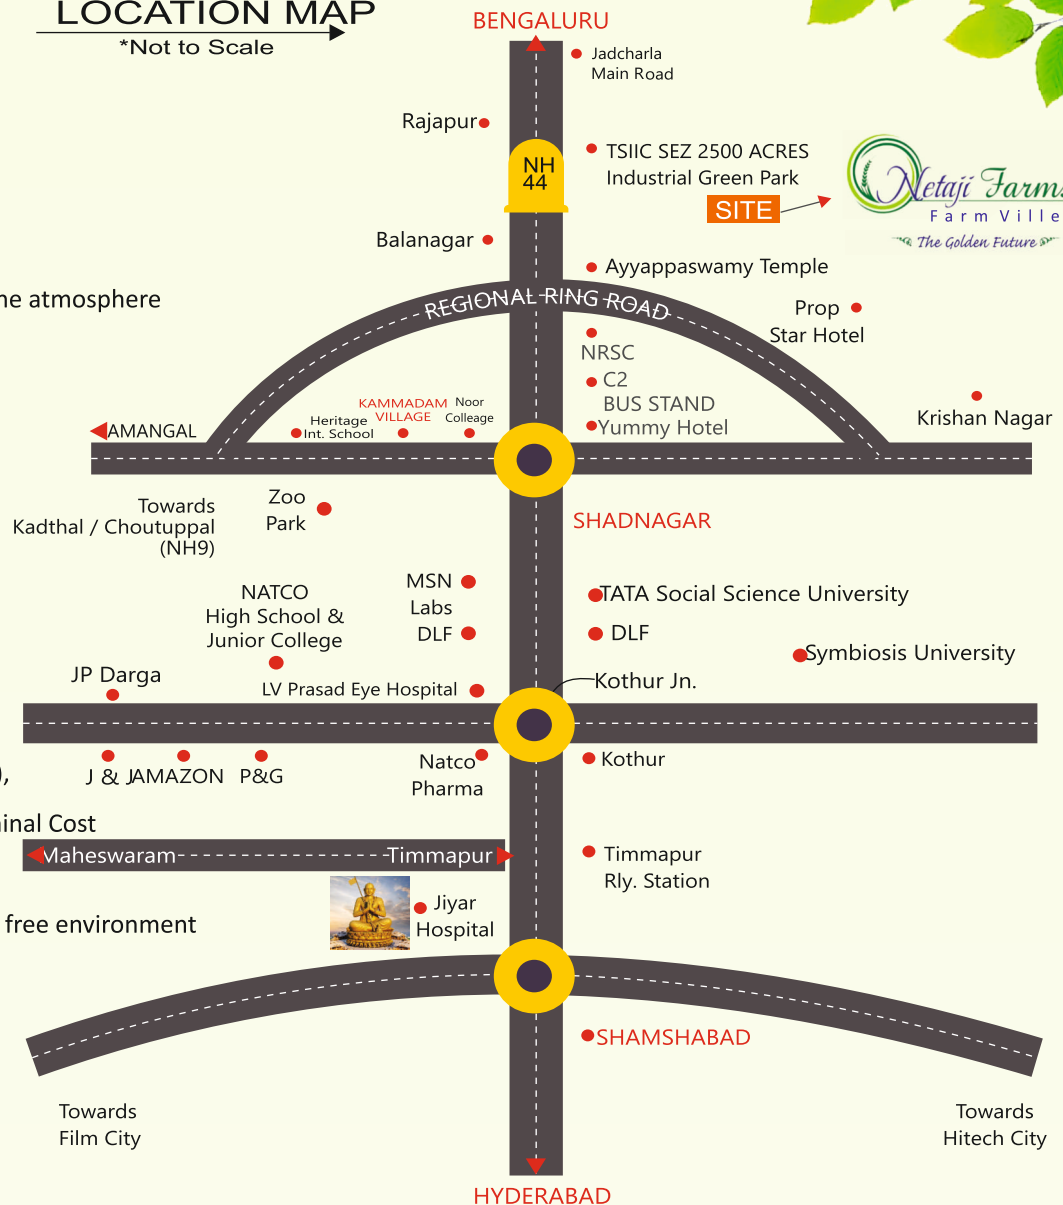 LOCATION MAP
*Not to Scale
BENGALURU
Jadcharla
Main Road
Rajapur
NH
44
TSIIC SEZ 2500 ACRES
Industrial Green Park
SITE
Netaji Farms
Farm Ville
The Golden Future
Balanagar
Ayyappaswamy Temple
ne atmosphere
REGIONAL RING ROAD
Prop
Star Hotel
NRSC
C2
BUS STAND
Yummy Hotel
Krishan Nagar
AMANGAL
Heritage
Int. School
KAMMADAM
VILLAGE
Noor
Colleage
Towards
Kadthal / Choutuppal
(NH9)
Zoo
Park
SHADNAGAR
MSN
Labs
DLF
TATA Social Science University
DLF
NATCO
High School &
Junior College
Symbiosis University
JP Darga
LV Prasad Eye Hospital
Kothur Jn.
J & J
AMAZON
P&G
Natco
Pharma
Kothur
),
inal Cost
Maheswaram
Timmapur
Timmapur
Rly. Station
free environment
Jiyar
Hospital
SHAMSHABAD
Towards
Film City
Towards
Hitech City
HYDERABAD